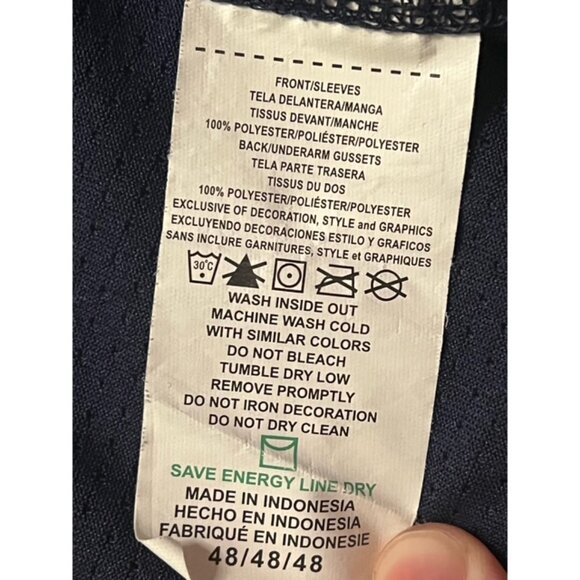 FRONT/SLEEVES
TELA DELANTERA/MANGA
TISSUS DEVANT/MANCHE
100% POLYESTER/POLIÉSTER/POLYESTER
BACK/UNDERARM GUSSETS
TELA PARTE TRASERA
TISSUS DU DOS
100% POLYESTER/POLIÉSTER/POLYESTER
EXCLUSIVE OF DECORATION, STYLE and GRAPHICS
EXCLUYENDO DECORACIONES ESTILO Y GRAFICOS
SANS INCLURE GARNITURES, STYLE et GRAPHIQUES
30°C
WASH INSIDE OUT
MACHINE WASH COLD
WITH SIMILAR COLORS
DO NOT BLEACH
TUMBLE DRY LOW
REMOVE PROMPTLY
DO NOT IRON DECORATION
DO NOT DRY CLEAN
SAVE ENERGY LINE DRY
MADE IN INDONESIA
HECHO EN INDONESIA
FABRIQUÉ EN INDONESIA
48/48/48